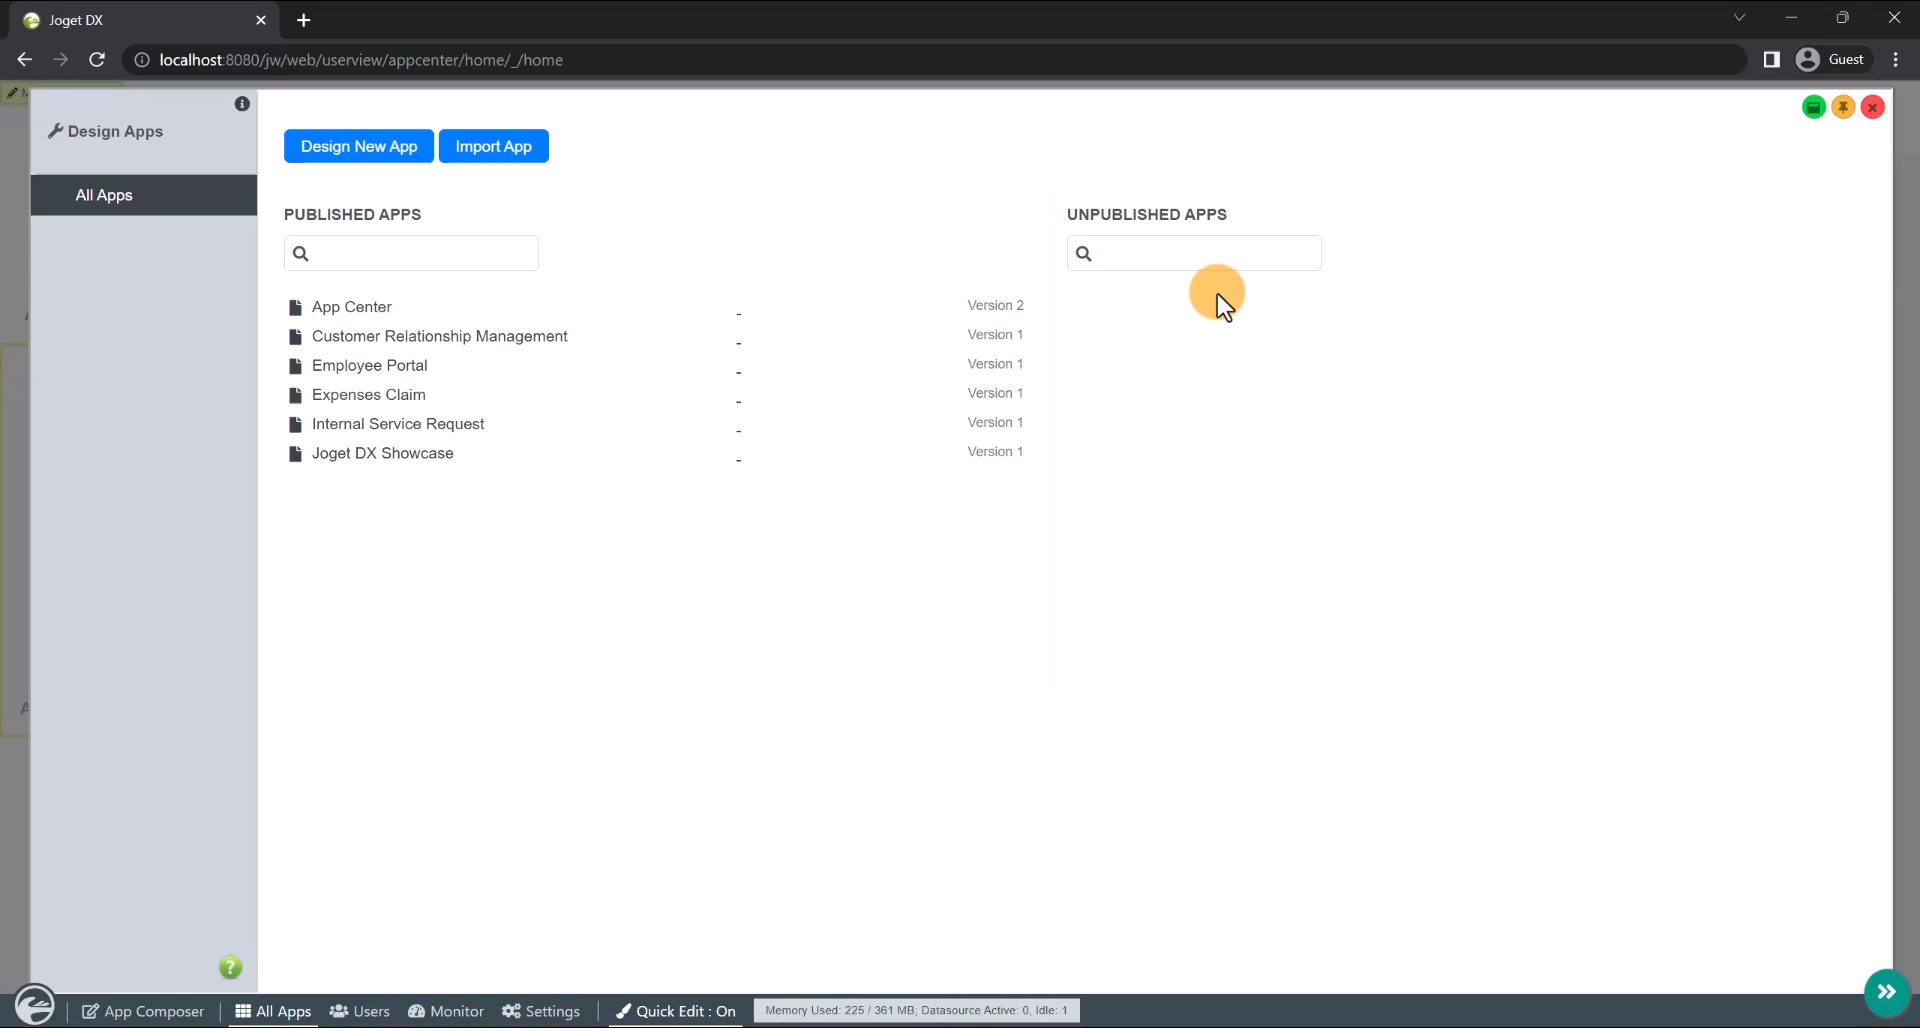 Joget DX
localhost:8080/jw/web/userview/appcenter/home/_/home
Guest
Design Apps
All Apps
Design New App
Import App
PUBLISHED APPS
UNPUBLISHED APPS
App Center - Version 2
Customer Relationship Management - Version 1
Employee Portal - Version 1
Expenses Claim - Version 1
Internal Service Request - Version 1
Joget DX Showcase - Version 1
?
App Composer
All Apps
Users
Monitor
Settings
Quick Edit : On
Memory Used: 225 / 361 MB; Datasource Active: 0, Idle: 1